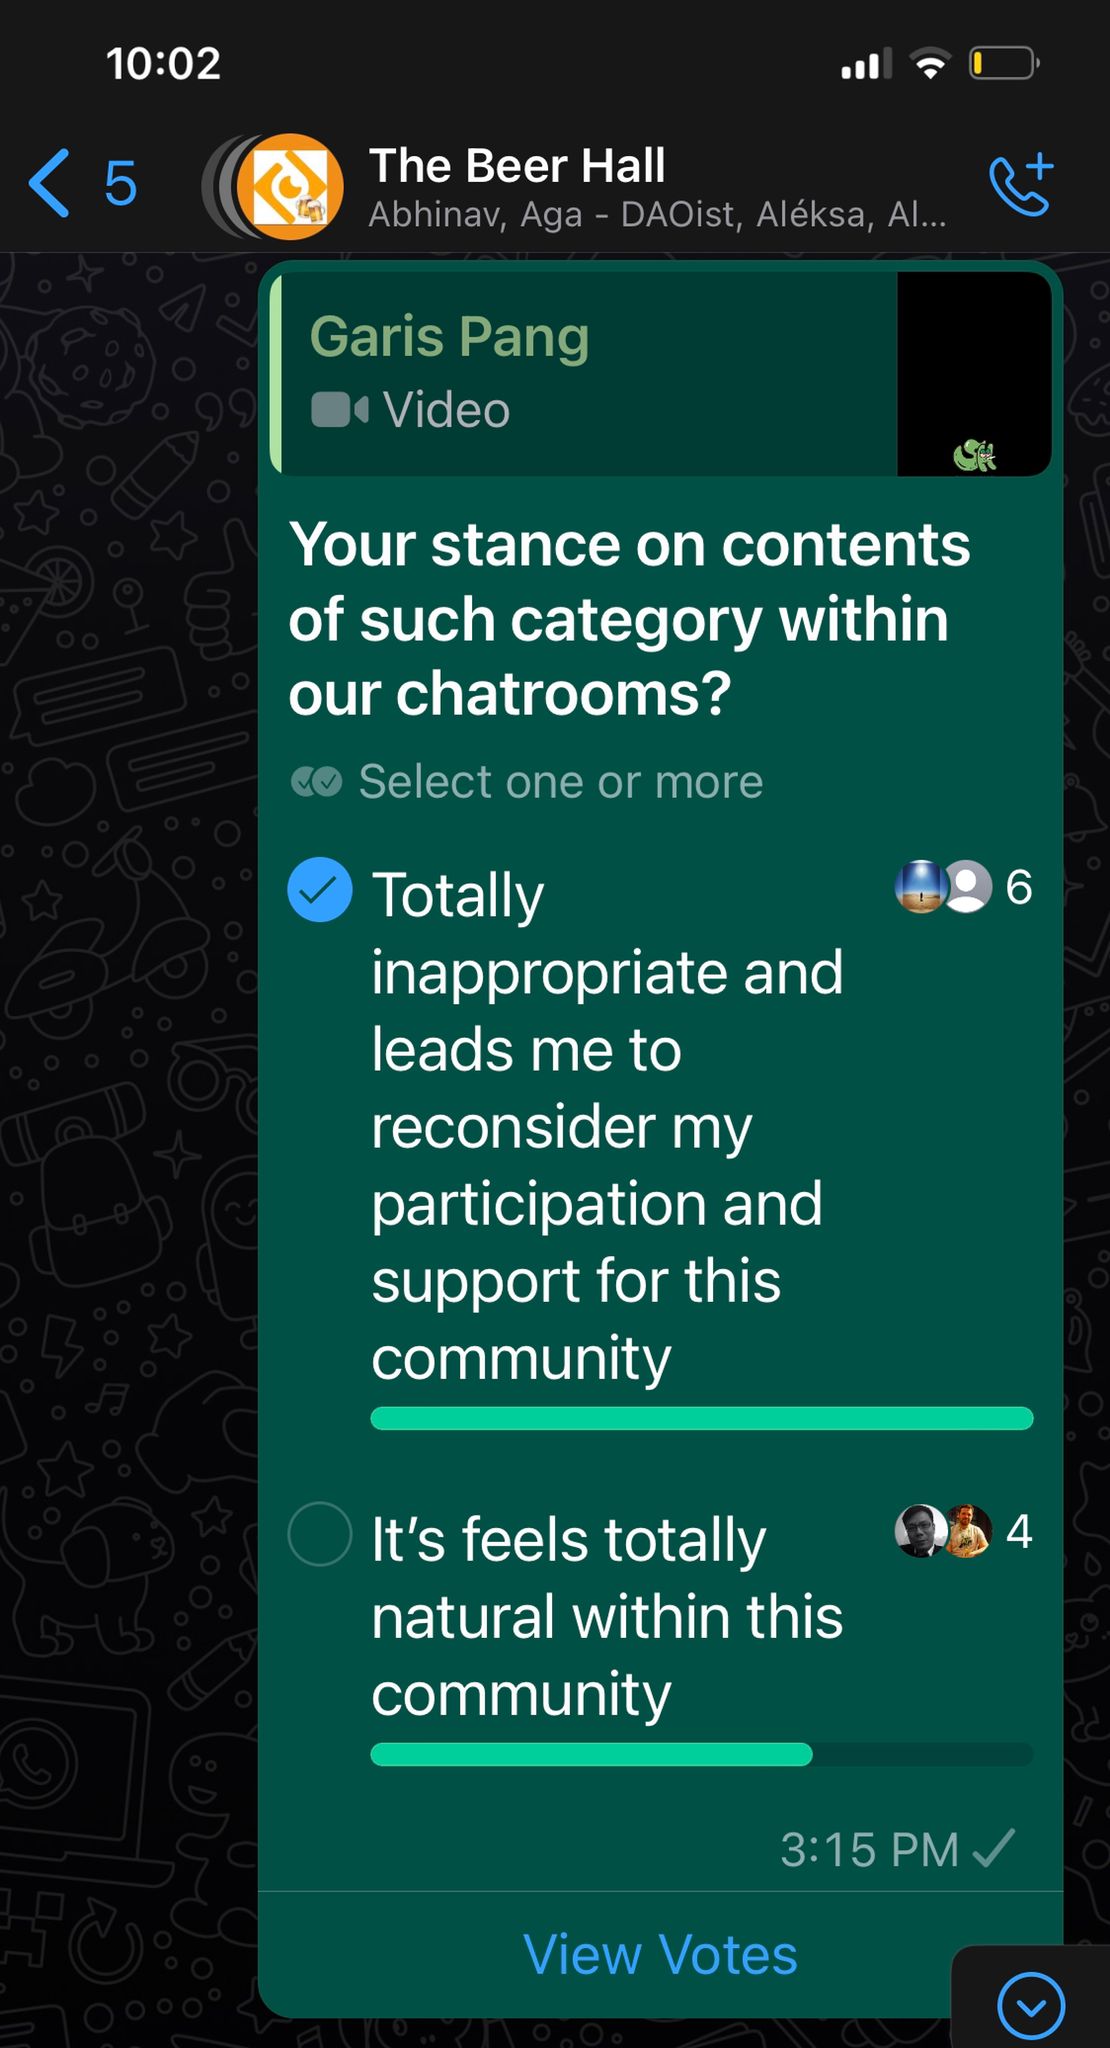 10:02
5
The Beer Hall
Abhinav, Aga - DAOist, Aléksa, Al...
Garis Pang
Video
Your stance on contents
of such category within
our chatrooms?
Select one or more
Totally
6
inappropriate and
leads me to
reconsider my
participation and
support for this
community
It's feels totally
4
natural within this
community
3:15 PM
View Votes